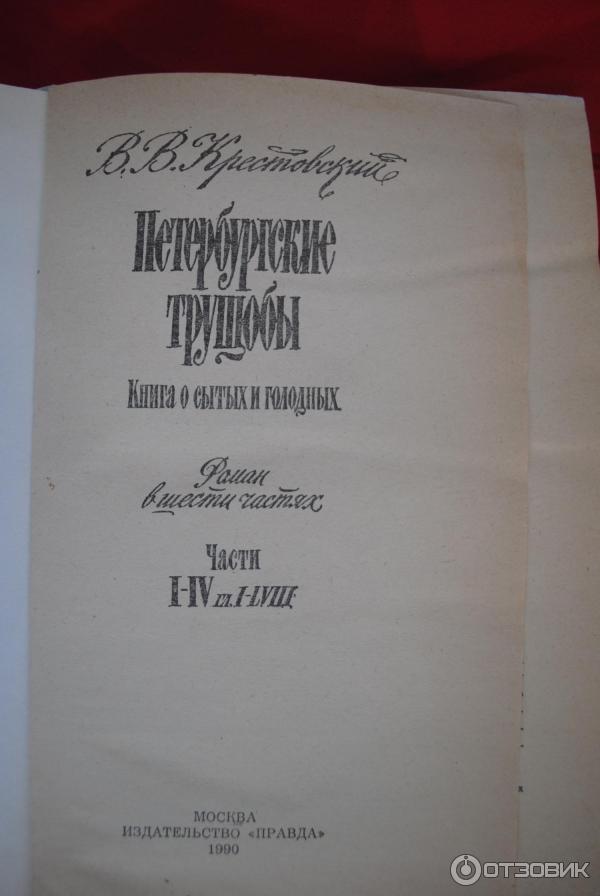 В. В. Крестовский
Петербургские
трущобы
Книга о сытых и голодных
Роман
в шести частях
Части
I-IV гл. I-LVIII
МОСКВА
ИЗДАТЕЛЬСТВО «ПРАВДА»
1990
ОТЗОВИК